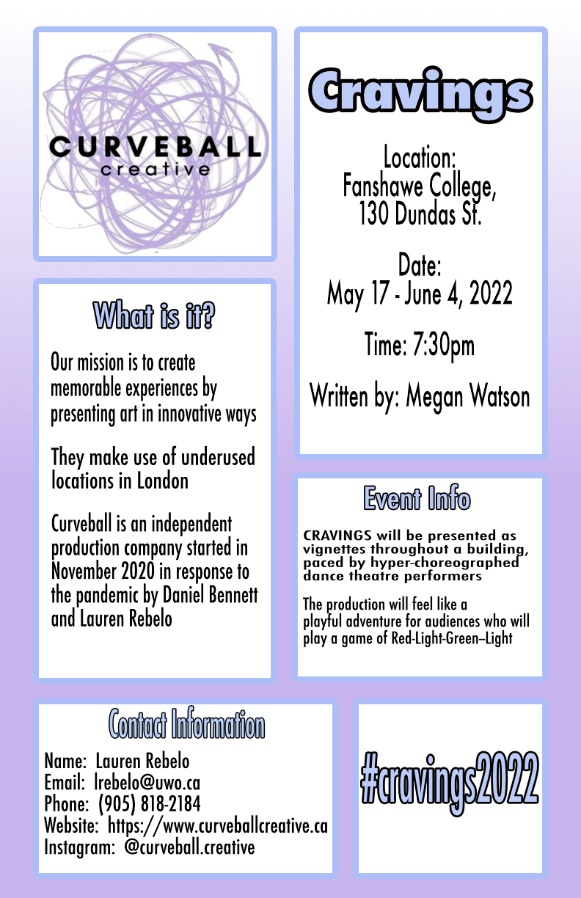 CURVEBALL
creative
Cravings
Location:
Fanshawe College,
130 Dundas St.
Date:
May 17 - June 4, 2022
Time: 7:30pm
Written by: Megan Watson
What is it?
Our mission is to create
memorable experiences by
presenting art in innovative ways
They make use of underused
locations in London
Curveball is an independent
production company started in
November 2020 in response to
the pandemic by Daniel Bennett
and Lauren Rebelo
Event Info
CRAVINGS will be presented as
vignettes throughout a building,
paced by hyper-choreographed
dance theatre performers
The production will feel like a
playful adventure for audiences who will
play a game of Red-Light-Green–Light
Contact Information
Name: Lauren Rebelo
Email: lrebelo@uwo.ca
Phone: (905) 818-2184
Website: https://www.curveballcreative.ca
Instagram: @curveball.creative
#cravings2022